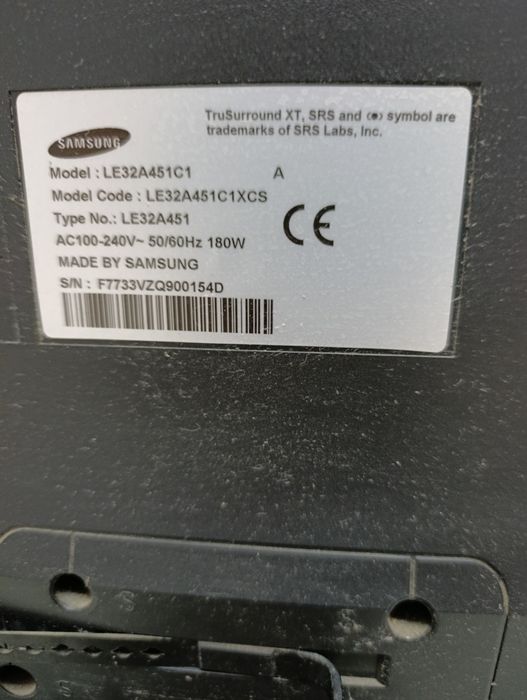 TruSurround XT, SRS and (●) symbol are
trademarks of SRS Labs, Inc.
SAMSUNG
Model : LE32A451C1 A
Model Code : LE32A451C1XCS
Type No.: LE32A451
AC100-240V~ 50/60Hz 180W
CE
MADE BY SAMSUNG
S/N : F7733VZQ900154D